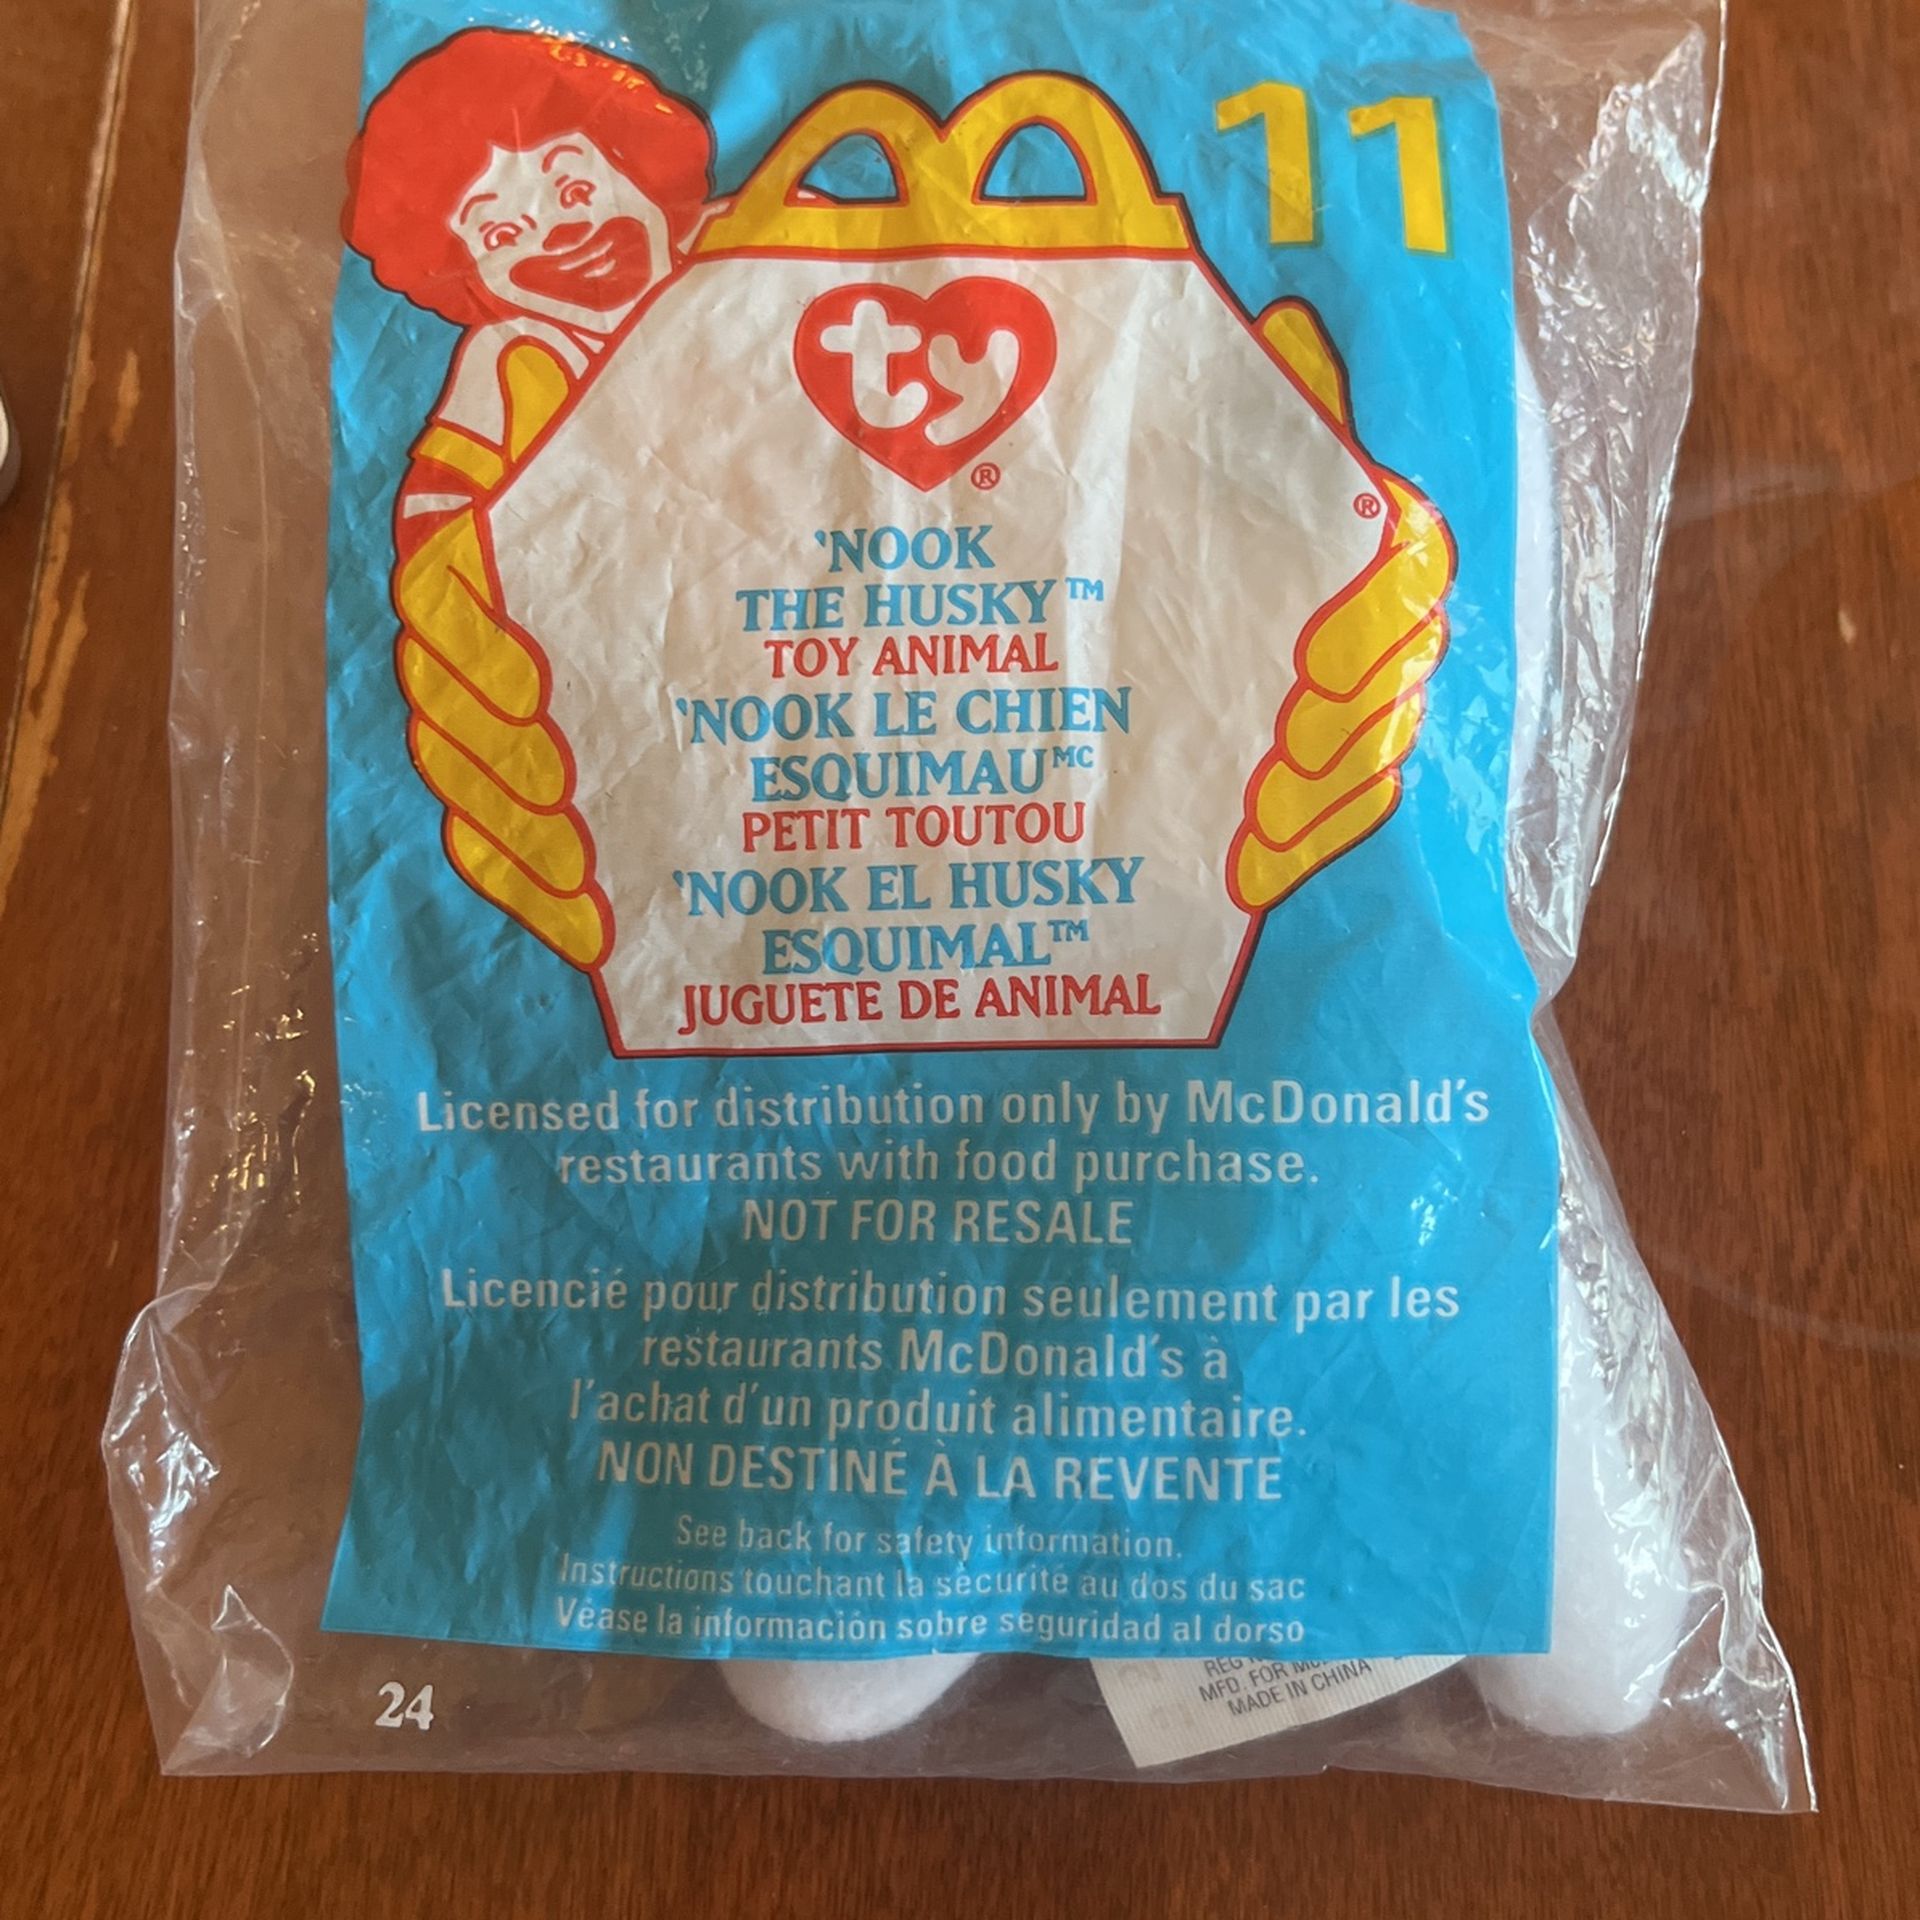 11
ty
®
®
'NOOK
THE HUSKY™
TOY ANIMAL
'NOOK LE CHIEN
ESQUIMAU MC
PETIT TOUTOU
'NOOK EL HUSKY
ESQUIMAL™
JUGUETE DE ANIMAL
Licensed for distribution only by McDonald's
restaurants with food purchase.
NOT FOR RESALE
Licencié pour distribution seulement par les
restaurants McDonald's à
l'achat d'un produit alimentaire.
NON DESTINÉ À LA REVENTE
See back for safety information.
Instructions touchant la sécurité au dos du sac
Véase la información sobre seguridad al dorso
REG
MFD. FOR
MADE IN CHINA
24